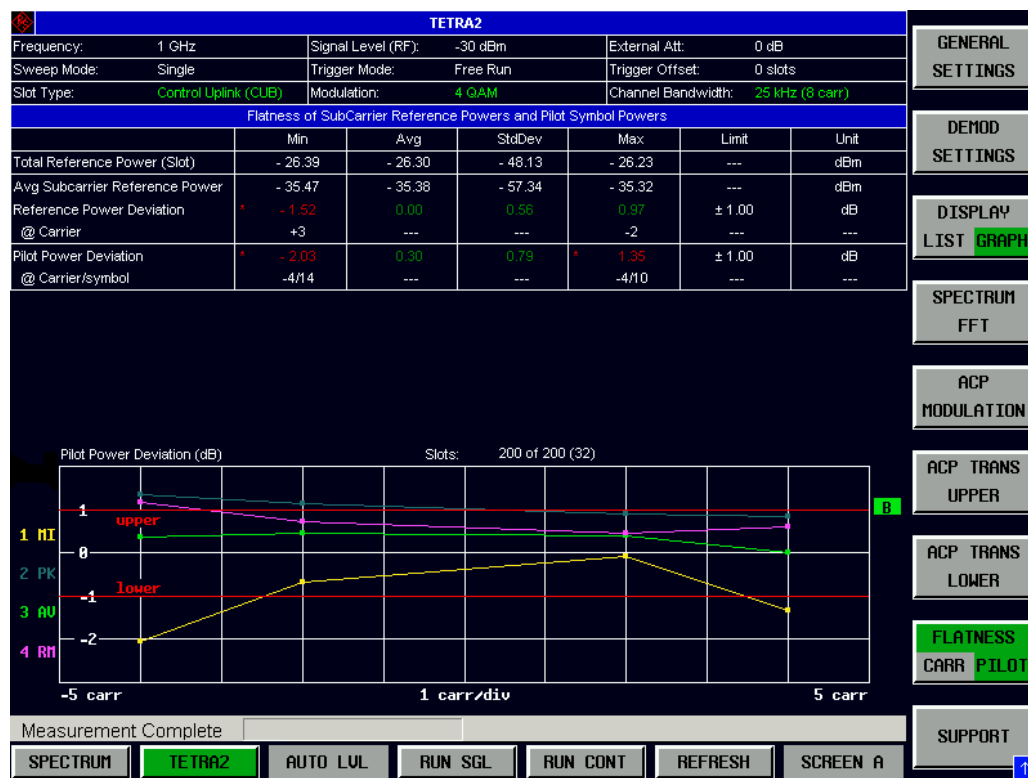 TETRA2
Frequency: 1 GHz Signal Level (RF): -30 dBm External Att: 0 dB
Sweep Mode: Single Trigger Mode: Free Run Trigger Offset: 0 slots
Slot Type: Control Uplink (CUB) Modulation: 4 QAM Channel Bandwidth: 25 kHz (8 carr)
Flatness of SubCarrier Reference Powers and Pilot Symbol Powers
Min Avg StdDev Max Limit Unit
Total Reference Power (Slot) - 26.39 - 26.30 - 48.13 - 26.23 --- dBm
Avg Subcarrier Reference Power - 35.47 - 35.38 - 57.34 - 35.32 --- dBm
Reference Power Deviation * - 1.52 0.00 0.56 0.97 ± 1.00 dB
@ Carrier +3 --- --- -2 --- ---
Pilot Power Deviation * - 2.03 0.30 0.79 * 1.35 ± 1.00 dB
@ Carrier/symbol -4/14 --- --- -4/10 --- ---
Pilot Power Deviation (dB) Slots: 200 of 200 (32)
1
upper
B
1 MI
0
2 PK
lower
-1
3 AV
-2
4 RM
-5 carr 1 carr/div 5 carr
Measurement Complete
SPECTRUM TETRA2 AUTO LVL RUN SGL RUN CONT REFRESH SCREEN A
GENERAL
SETTINGS
DEMOD
SETTINGS
DISPLAY
LIST GRAPH
SPECTRUM
FFT
ACP
MODULATION
ACP TRANS
UPPER
ACP TRANS
LOWER
FLATNESS
CARR PILOT
SUPPORT